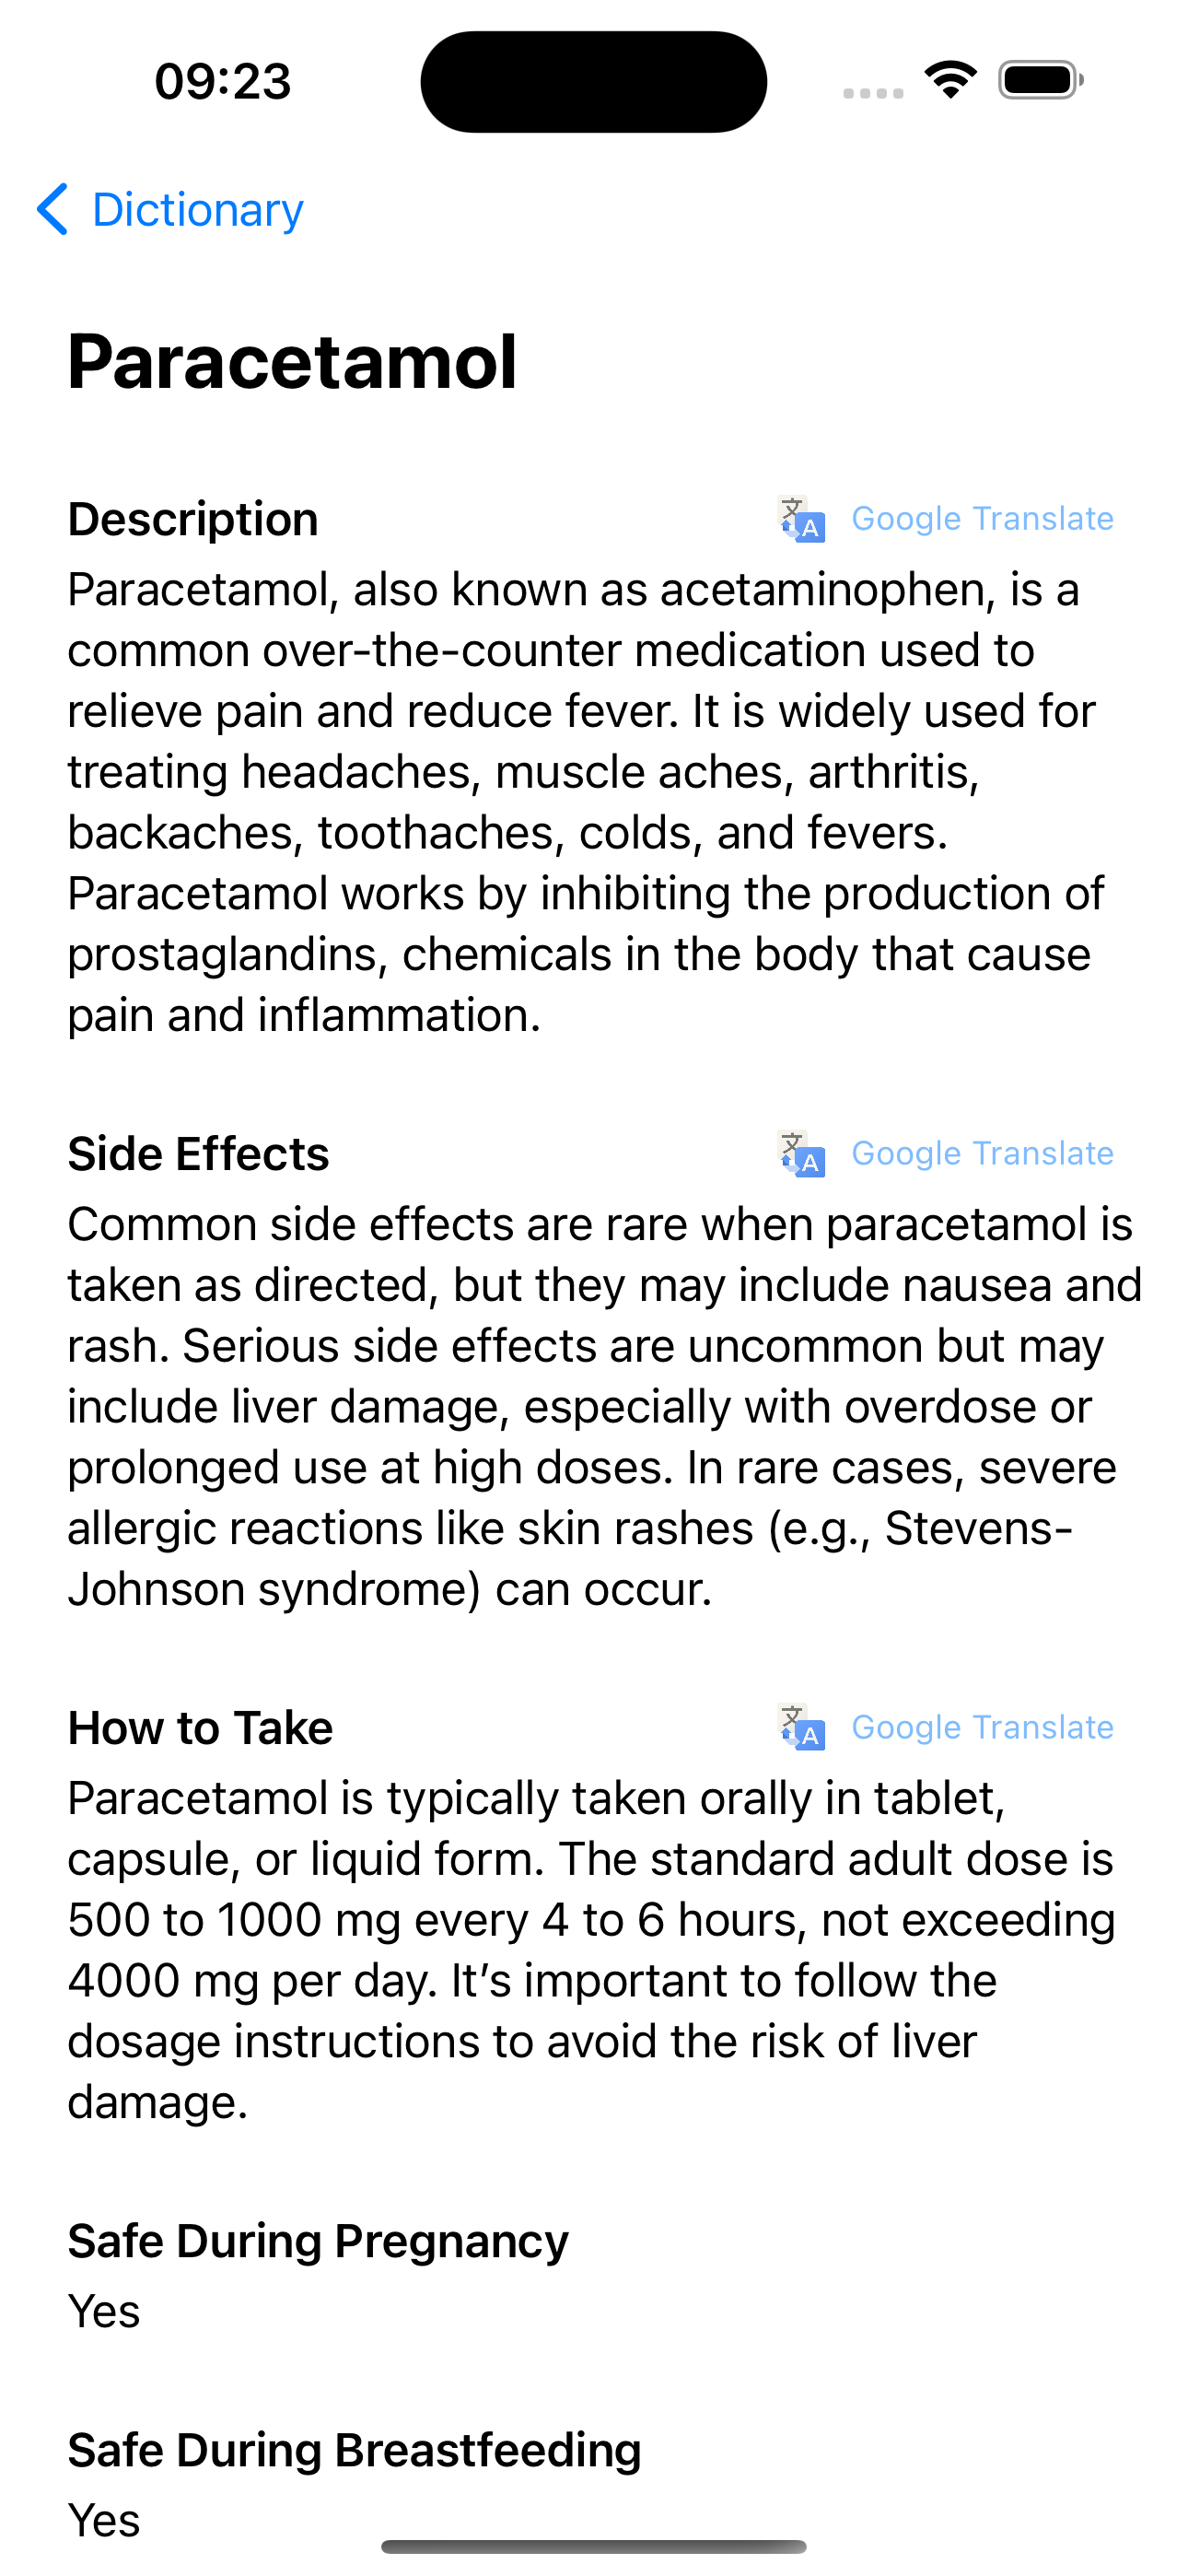 09:23
Dictionary
Paracetamol
Description
文A Google Translate
Paracetamol, also known as acetaminophen, is a
common over-the-counter medication used to
relieve pain and reduce fever. It is widely used for
treating headaches, muscle aches, arthritis,
backaches, toothaches, colds, and fevers.
Paracetamol works by inhibiting the production of
prostaglandins, chemicals in the body that cause
pain and inflammation.
Side Effects
文A Google Translate
Common side effects are rare when paracetamol is
taken as directed, but they may include nausea and
rash. Serious side effects are uncommon but may
include liver damage, especially with overdose or
prolonged use at high doses. In rare cases, severe
allergic reactions like skin rashes (e.g., Stevens-
Johnson syndrome) can occur.
How to Take
文A Google Translate
Paracetamol is typically taken orally in tablet,
capsule, or liquid form. The standard adult dose is
500 to 1000 mg every 4 to 6 hours, not exceeding
4000 mg per day. It’s important to follow the
dosage instructions to avoid the risk of liver
damage.
Safe During Pregnancy
Yes
Safe During Breastfeeding
Yes